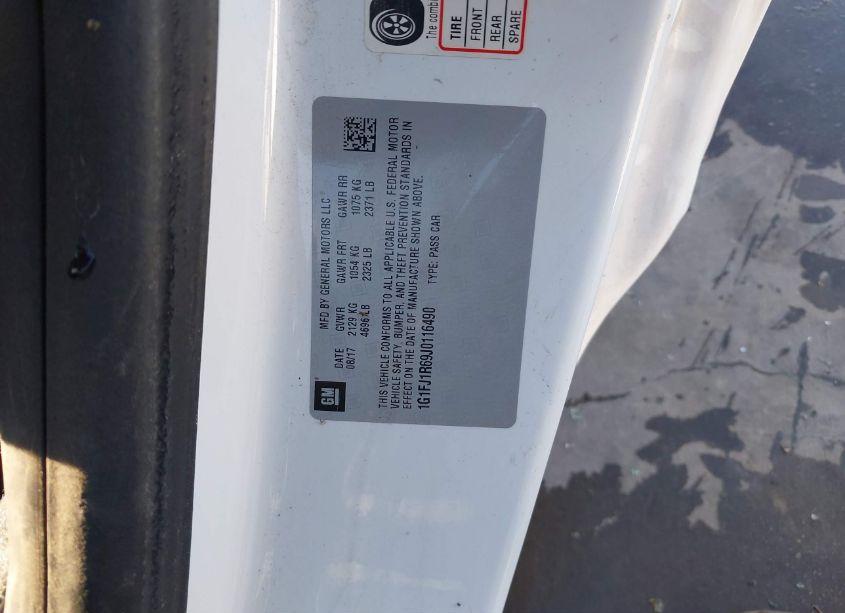 The combin
TIRE
FRONT
REAR
SPARE
GM
MFD BY GENERAL MOTORS LLC
DATE GVWR GAWR FRT GAWR RR
08/17 2129 KG 1054 KG 1075 KG
4696 LB 2325 LB 2371 LB
THIS VEHICLE CONFORMS TO ALL APPLICABLE U.S. FEDERAL MOTOR
VEHICLE SAFETY, BUMPER, AND THEFT PREVENTION STANDARDS IN
EFFECT ON THE DATE OF MANUFACTURE SHOWN ABOVE.
1G1FJ1R69J0116490 TYPE: PASS CAR